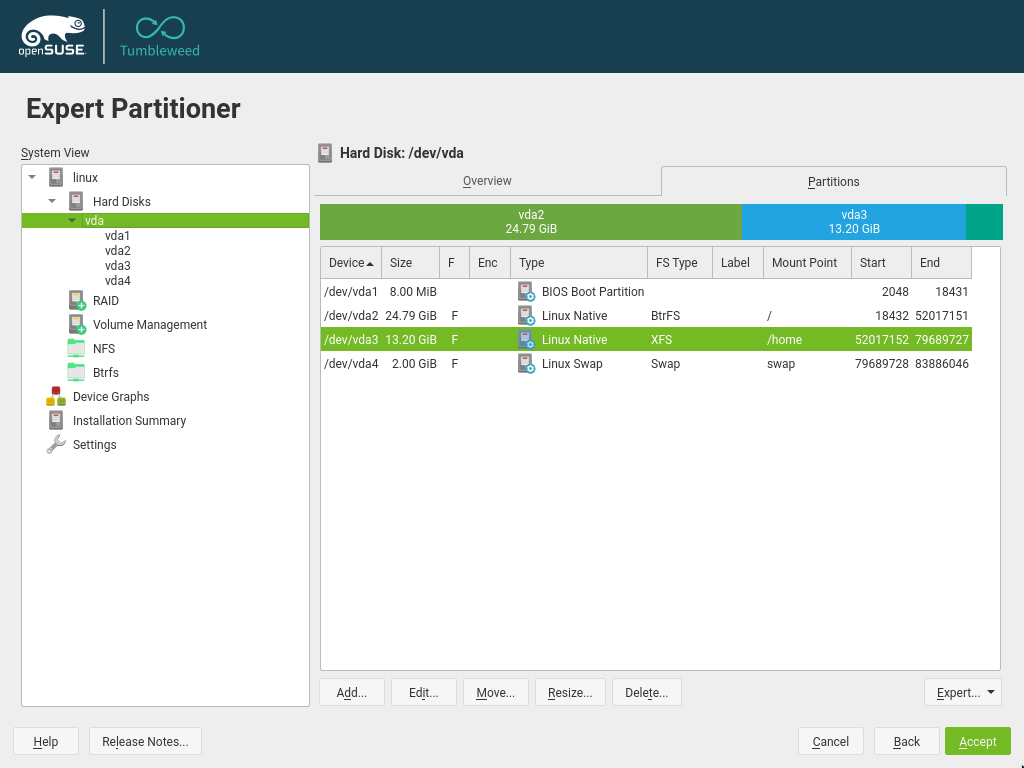 openSUSE
Tumbleweed
Expert Partitioner
System View
linux
Hard Disks
vda
vda1
vda2
vda3
vda4
RAID
Volume Management
NFS
Btrfs
Device Graphs
Installation Summary
Settings
Hard Disk: /dev/vda
Overview Partitions
vda2 vda3
24.79 GiB 13.20 GiB
Device Size F Enc Type FS Type Label Mount Point Start End
/dev/vda1 8.00 MiB BIOS Boot Partition 2048 18431
/dev/vda2 24.79 GiB F Linux Native BtrFS / 18432 52017151
/dev/vda3 13.20 GiB F Linux Native XFS /home 52017152 79689727
/dev/vda4 2.00 GiB F Linux Swap Swap swap 79689728 83886046
Add... Edit... Move... Resize... Delete... Expert...
Help Release Notes... Cancel Back Accept